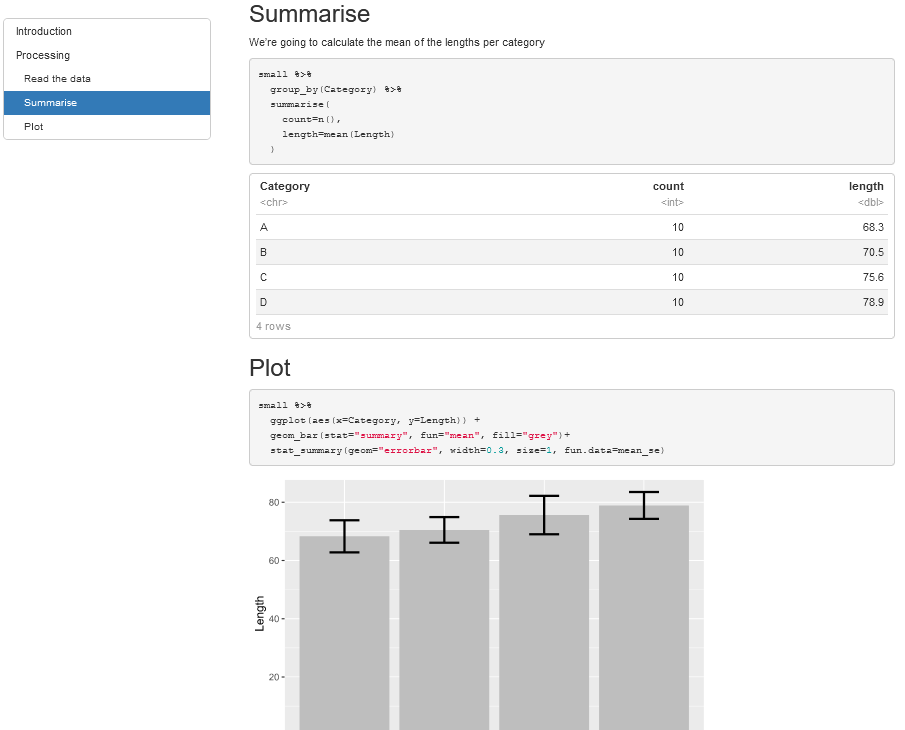 Introduction
Processing
Read the data
Summarise
Plot
Summarise
We're going to calculate the mean of the lengths per category
small %>%
  group_by(Category) %>%
  summarise(
    count=n(),
    length=mean(Length)
  )
Category count length
<chr> <int> <dbl>
A 10 68.3
B 10 70.5
C 10 75.6
D 10 78.9
4 rows
Plot
small %>%
  ggplot(aes(x=Category, y=Length)) +
  geom_bar(stat="summary", fun="mean", fill="grey")+
  stat_summary(geom="errorbar", width=0.3, size=1, fun.data=mean_se)
80
60
Length
40
20